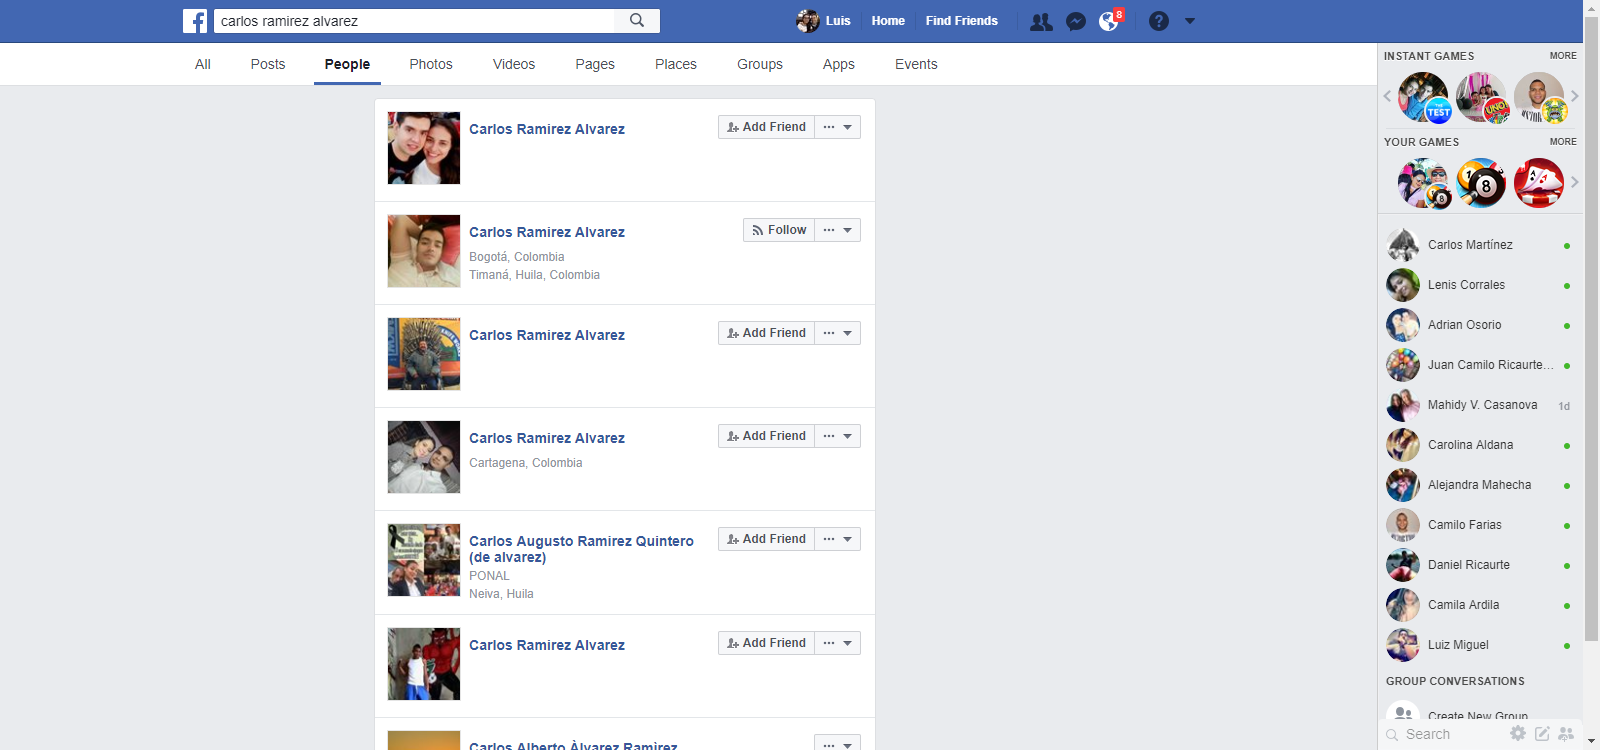 carlos ramirez alvarez
Luis
Home
Find Friends
8
All
Posts
People
Photos
Videos
Pages
Places
Groups
Apps
Events
Carlos Ramirez Alvarez
Add Friend
Carlos Ramirez Alvarez
Follow
Bogotá, Colombia
Timaná, Huila, Colombia
Carlos Ramirez Alvarez
Add Friend
Carlos Ramirez Alvarez
Add Friend
Cartagena, Colombia
Carlos Augusto Ramirez Quintero
(de alvarez)
Add Friend
PONAL
Neiva, Huila
Carlos Ramirez Alvarez
Add Friend
Carlos Alberto Àlvarez Ramìrez
INSTANT GAMES
MORE
THE
TEST
UNO
YOUR GAMES
MORE
8
8
A
A
Carlos Martínez
Lenis Corrales
Adrian Osorio
Juan Camilo Ricaurte...
Mahidy V. Casanova
1d
Carolina Aldana
Alejandra Mahecha
Camilo Farias
Daniel Ricaurte
Camila Ardila
Luiz Miguel
GROUP CONVERSATIONS
Create New Group
Search